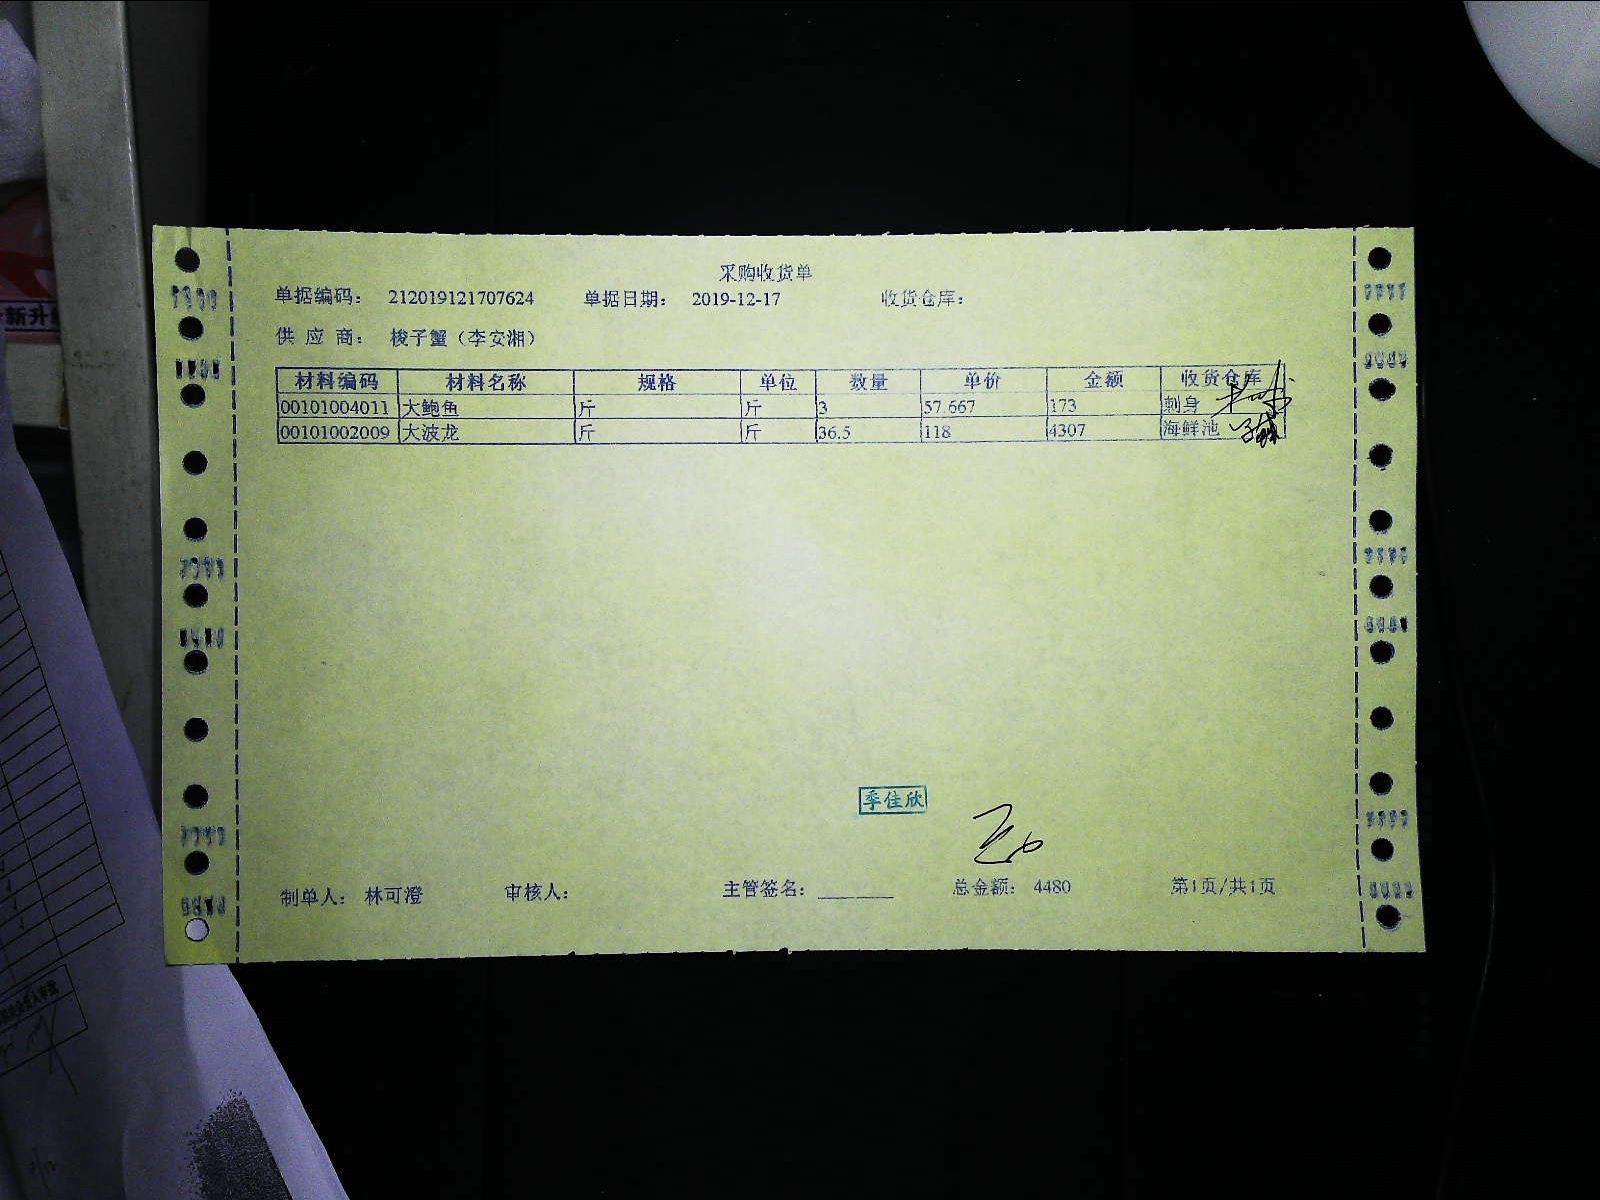 采购收货单
单据编码： 212019121707624 单据日期： 2019-12-17 收货仓库：
供 应 商： 梭子蟹（李安湘）
材料编码 材料名称 规格 单位 数量 单价 金额 收货仓库
00101004011 大鲍鱼 斤 斤 3 57.667 173 刺身
00101002009 大波龙 斤 斤 36.5 118 4307 海鲜池
季佳欣
制单人： 林可澄 审核人： 主管签名： 总金额： 4480 第1页/共1页
新升